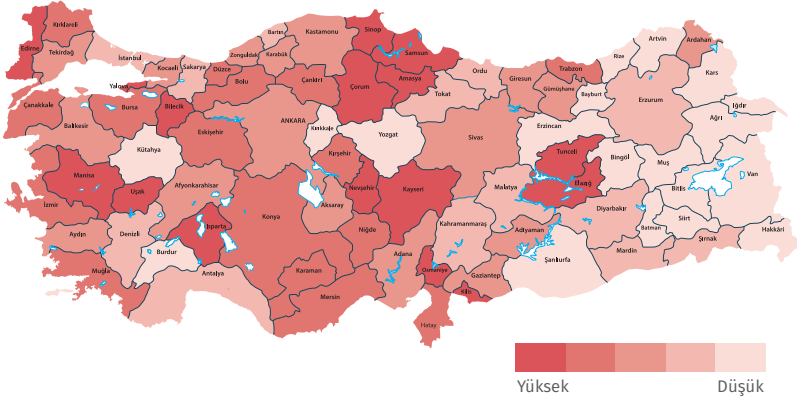 Kırklareli
Edirne
Tekirdağ
İstanbul
Kocaeli
Sakarya
Yalova
Zonguldak
Bartın
Karabük
Kastamonu
Sinop
Samsun
Düzce
Bolu
Çankırı
Çorum
Amasya
Ordu
Tokat
Giresun
Trabzon
Gümüşhane
Bayburt
Rize
Artvin
Ardahan
Kars
Erzurum
Iğdır
Ağrı
Çanakkale
Bursa
Bilecik
Balıkesir
Eskişehir
ANKARA
Kırıkkale
Yozgat
Sivas
Erzincan
Kütahya
Kırşehir
Tunceli
Bingöl
Muş
Manisa
Uşak
Afyonkarahisar
Nevşehir
Kayseri
Malatya
Elazığ
Bitlis
Van
İzmir
Aksaray
Diyarbakır
Konya
Isparta
Niğde
Kahramanmaraş
Adıyaman
Batman
Siirt
Hakkâri
Aydın
Denizli
Burdur
Adana
Şırnak
Mardin
Şanlıurfa
Muğla
Antalya
Karaman
Osmaniye
Gaziantep
Mersin
Kilis
Hatay
Yüksek
Düşük